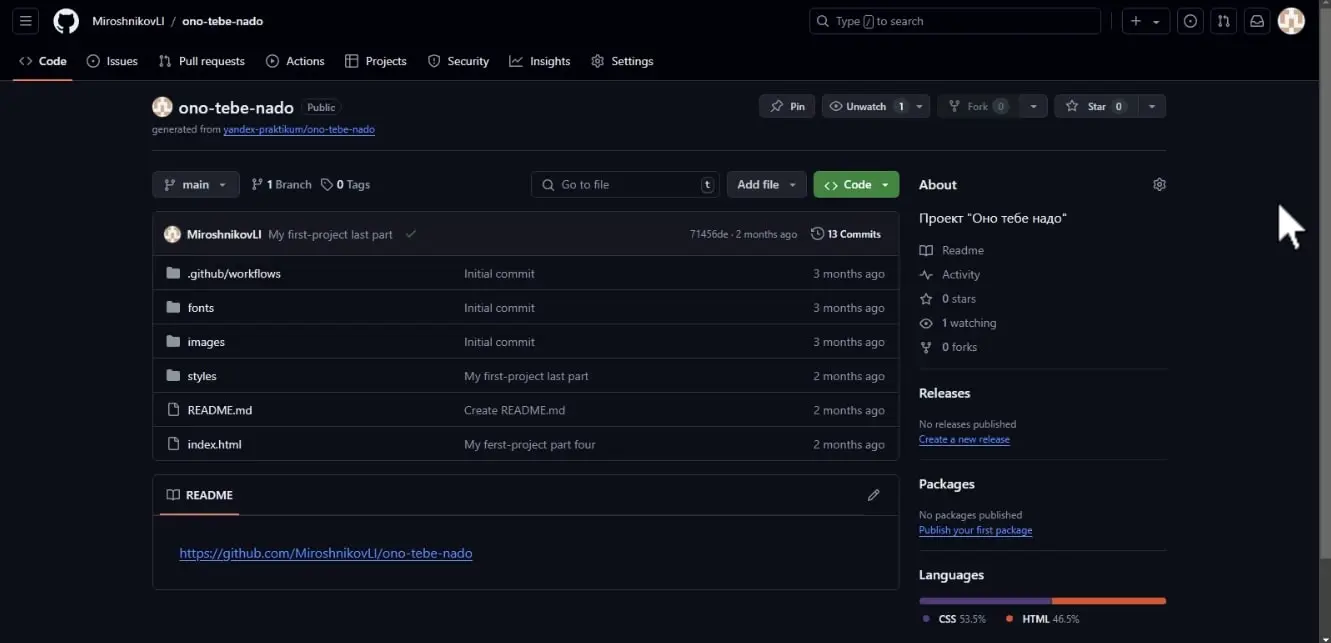 MiroshnikovLI / ono-tebe-nado
Type / to search
Code Issues Pull requests Actions Projects Security Insights Settings
ono-tebe-nado Public
Pin Unwatch 1 Fork 0 Star 0
generated from yandex-praktikum/ono-tebe-nado
main 1 Branch 0 Tags Go to file t Add file Code
MiroshnikovLI My first-project last part 71456de · 2 months ago 13 Commits
.github/workflows Initial commit 3 months ago
fonts Initial commit 3 months ago
images Initial commit 3 months ago
styles My first-project last part 2 months ago
README.md Create README.md 2 months ago
index.html My ferst-project part four 2 months ago
README
https://github.com/MiroshnikovLI/ono-tebe-nado
About
Проект "Оно тебе надо"
Readme
Activity
0 stars
1 watching
0 forks
Releases
No releases published
Create a new release
Packages
No packages published
Publish your first package
Languages
CSS 53.5% HTML 46.5%